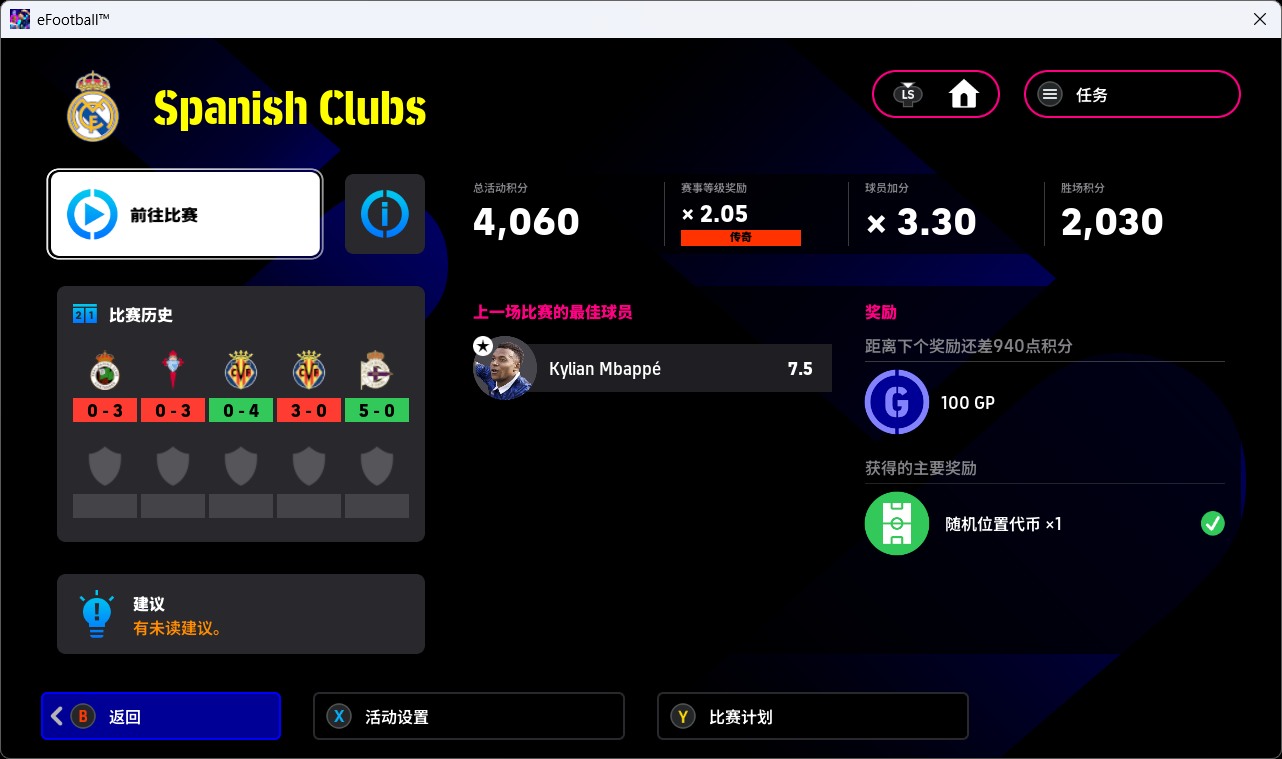 eFootball™
Spanish Clubs
LS
任务
前往比赛
总活动积分
4,060
赛事等级奖励
× 2.05
传奇
球员加分
× 3.30
胜场积分
2,030
21 比赛历史
0 - 3 0 - 3 0 - 4 3 - 0 5 - 0
上一场比赛的最佳球员
Kylian Mbappé 7.5
奖励
距离下个奖励还差940点积分
G 100 GP
获得的主要奖励
随机位置代币 ×1
建议
有未读建议。
B 返回
X 活动设置
Y 比赛计划